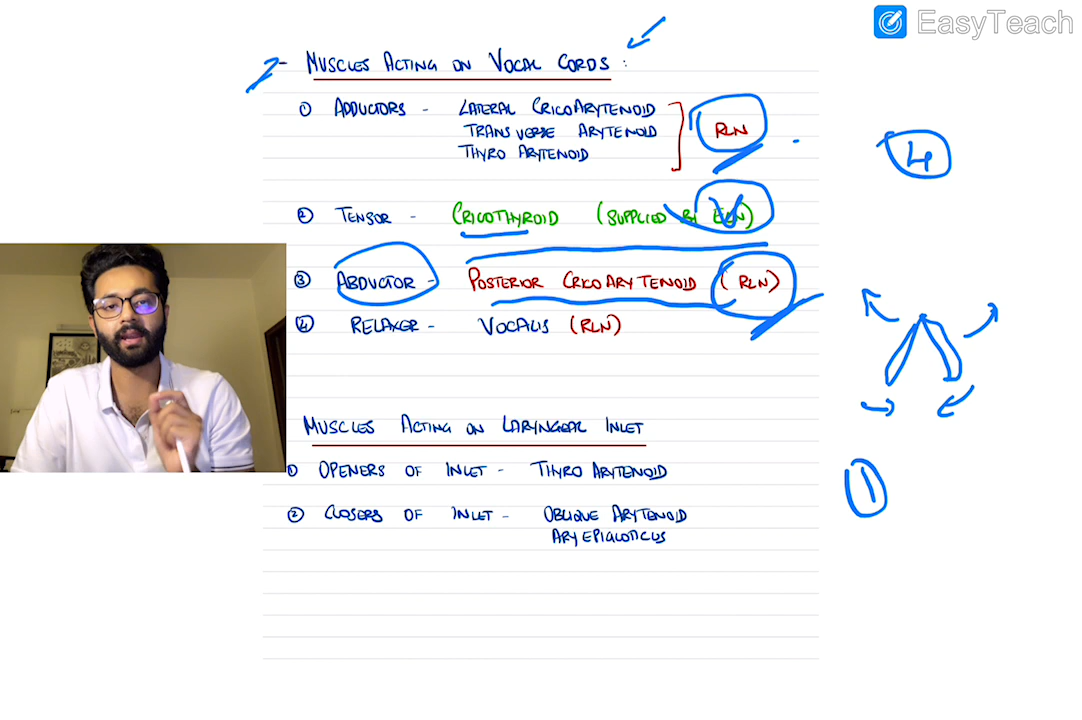 EasyTeach
- MUSCLES ACTING ON VOCAL CORDS :
① ADDUCTORS - LATERAL CRICOARYTENOID
TRANSVERSE ARYTENOID
THYRO ARYTENOID
RLN
4
② TENSOR - CRICOTHYROID (SUPPLIED BY ELN)
③ ABDUCTOR - POSTERIOR CRICOARYTENOID (RLN)
④ RELAXER - VOCALIS (RLN)
MUSCLES ACTING ON LARYNGEAL INLET
① OPENERS OF INLET - THYRO ARYTENOID
1
② CLOSERS OF INLET - OBLIQUE ARYTENOID
ARYEPIGLOTICUS